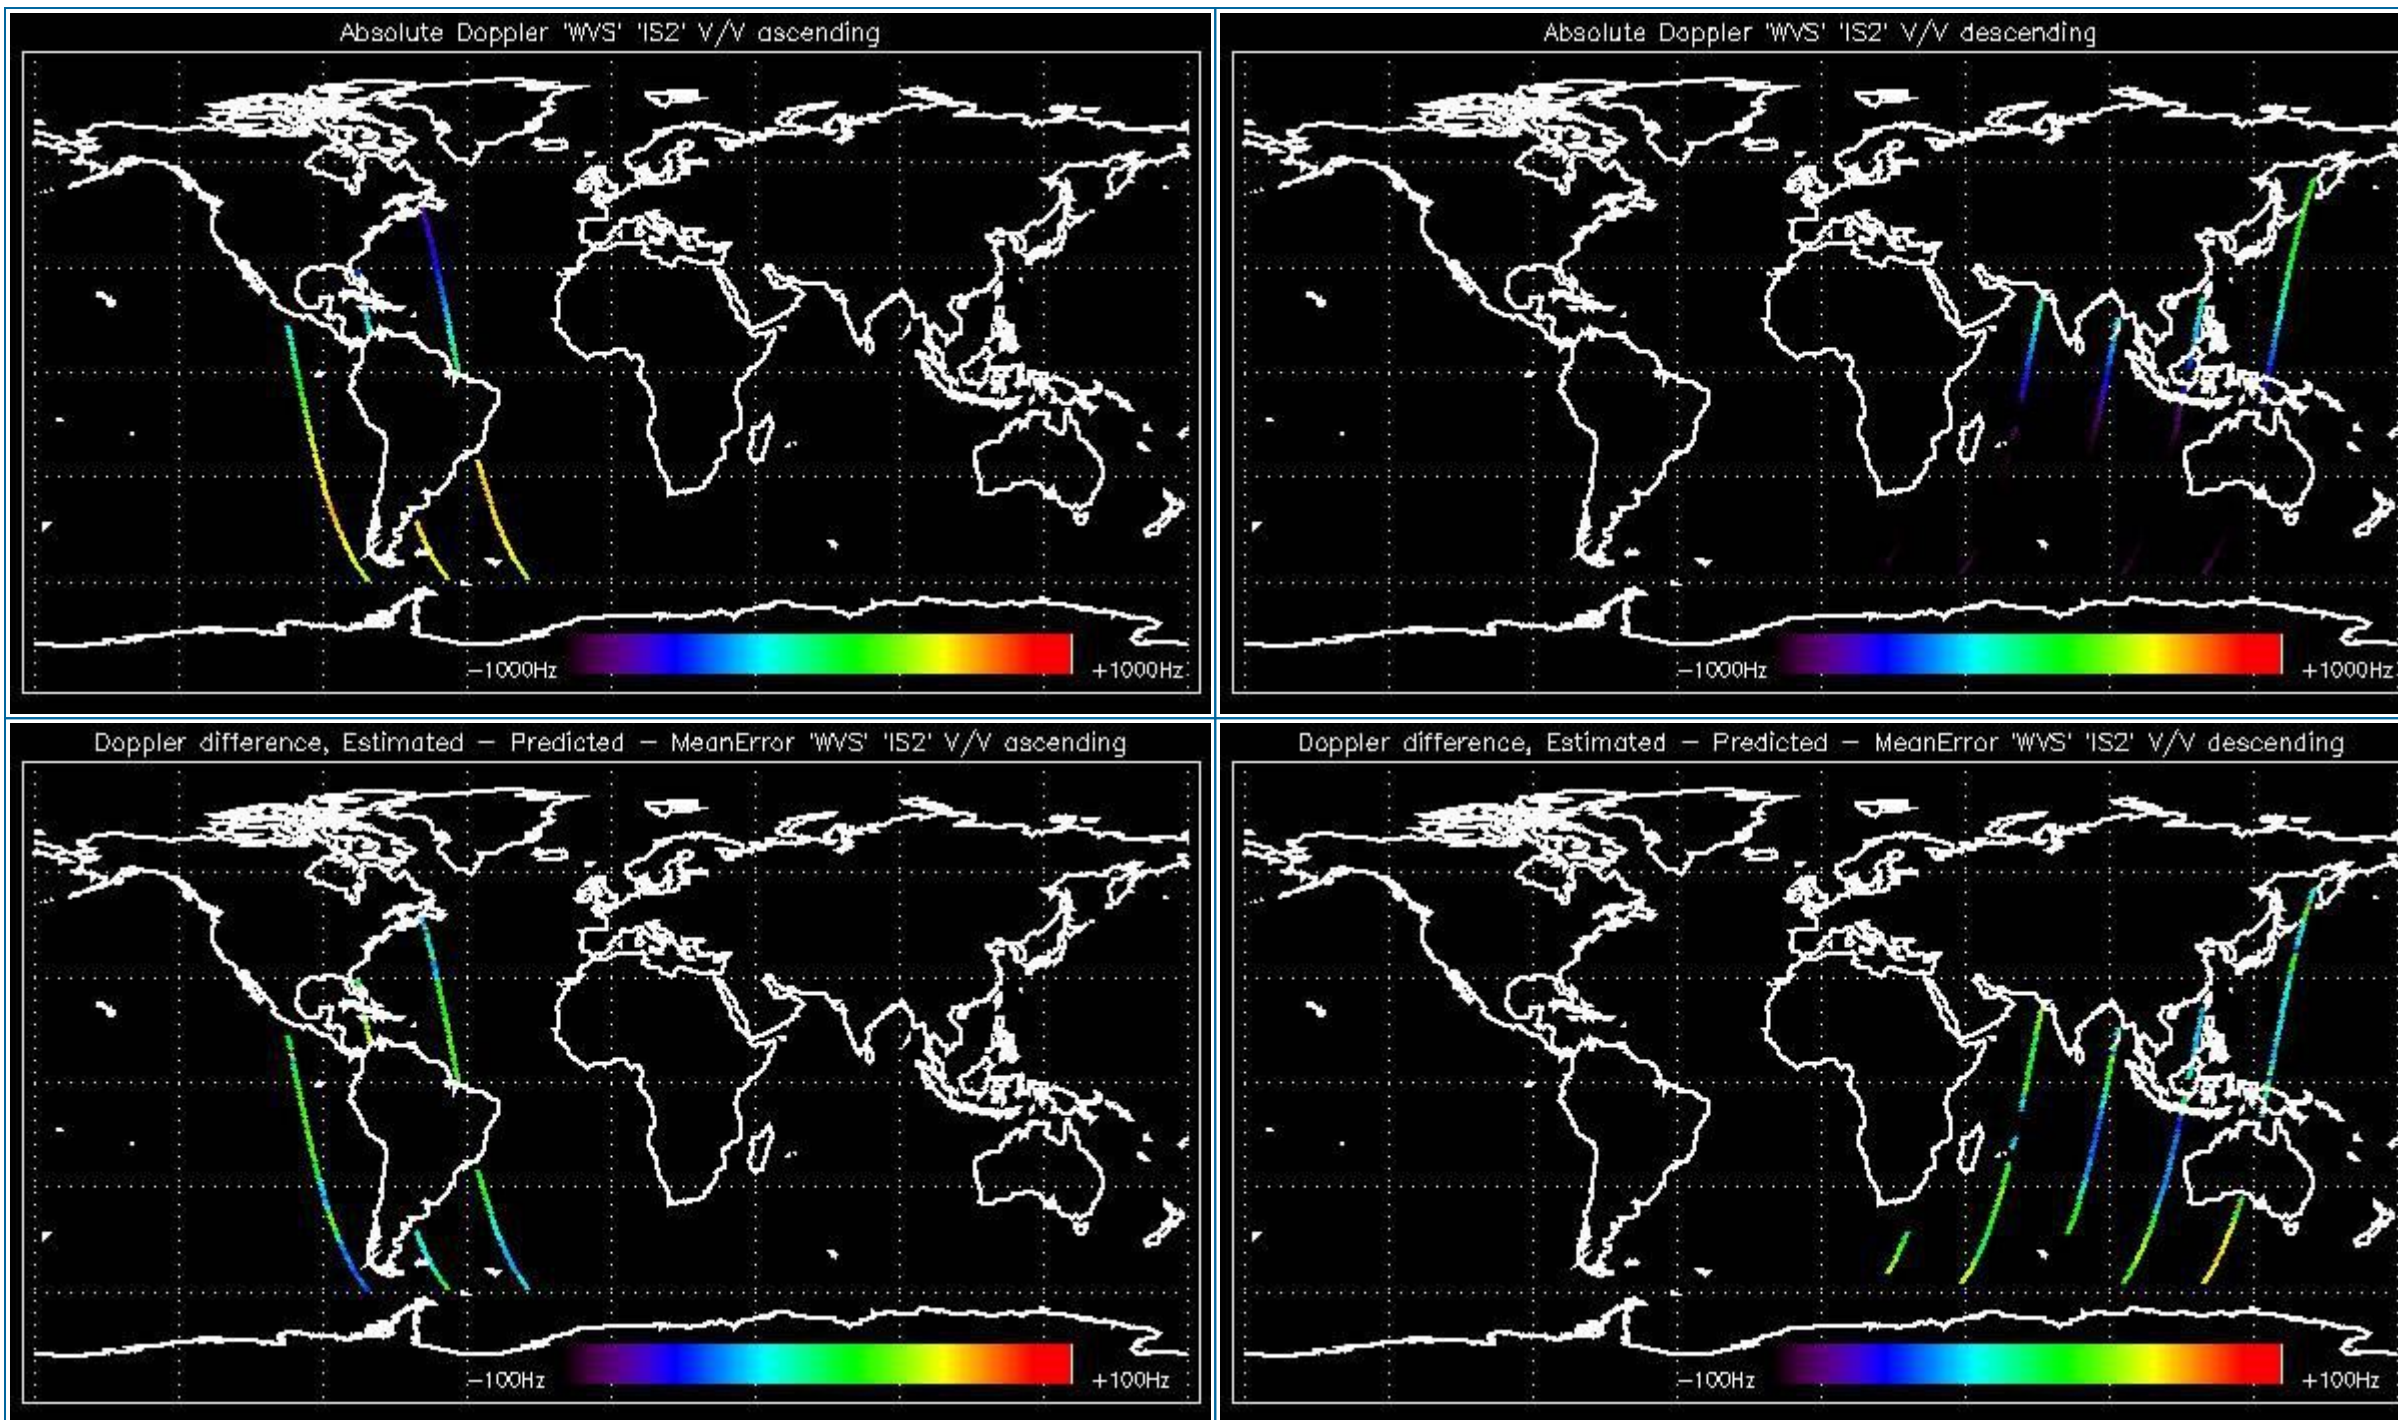 Absolute Doppler 'WVS' 'IS2' V/V ascending
-1000Hz
+1000Hz
Absolute Doppler 'WVS' 'IS2' V/V descending
-1000Hz
+1000Hz
Doppler difference, Estimated - Predicted - MeanError 'WVS' 'IS2' V/V ascending
-100Hz
+100Hz
Doppler difference, Estimated - Predicted - MeanError 'WVS' 'IS2' V/V descending
-100Hz
+100Hz